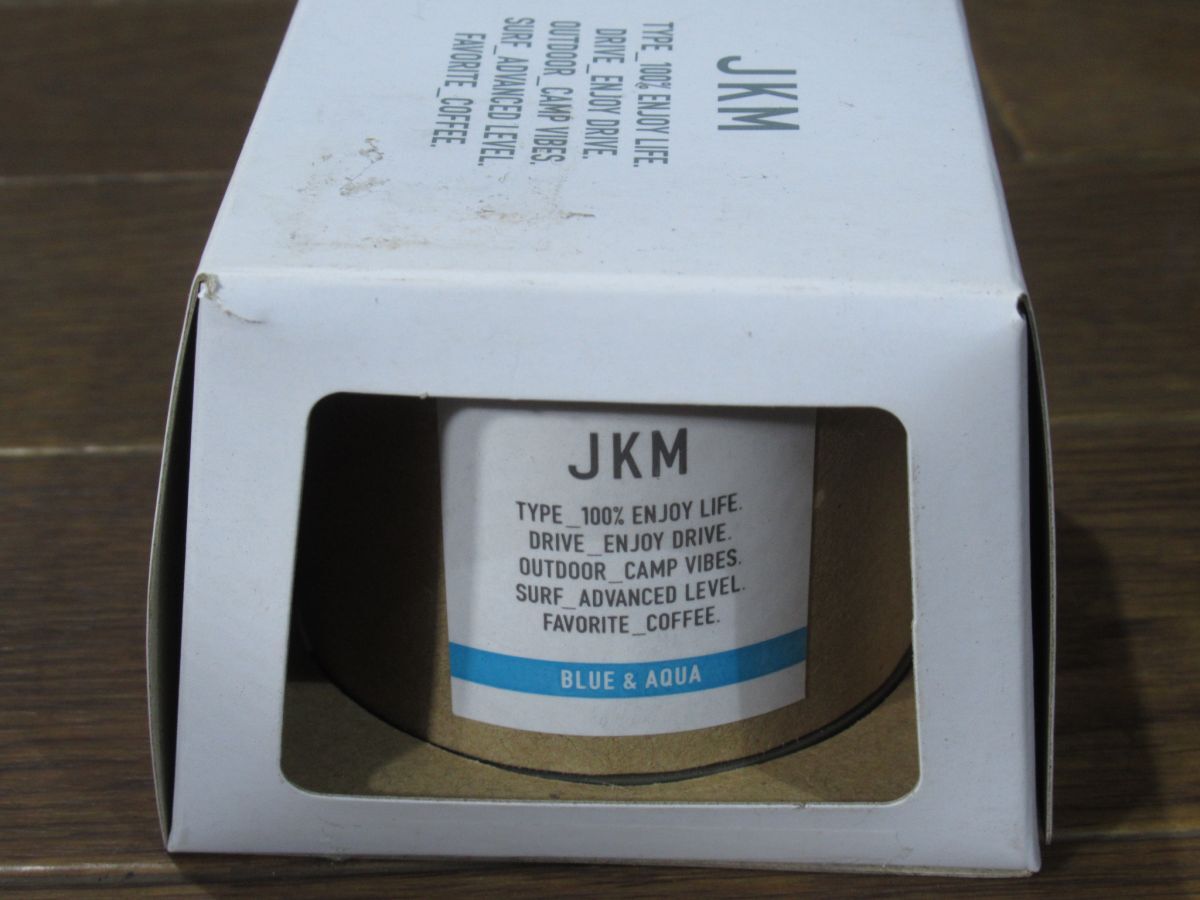 JKM
TYPE_100% ENJOY LIFE.
DRIVE_ENJOY DRIVE.
OUTDOOR_CAMP VIBES.
SURF_ADVANCED LEVEL.
FAVORITE_COFFEE.
JKM
TYPE_100% ENJOY LIFE.
DRIVE_ENJOY DRIVE.
OUTDOOR_CAMP VIBES.
SURF_ADVANCED LEVEL.
FAVORITE_COFFEE.
BLUE & AQUA